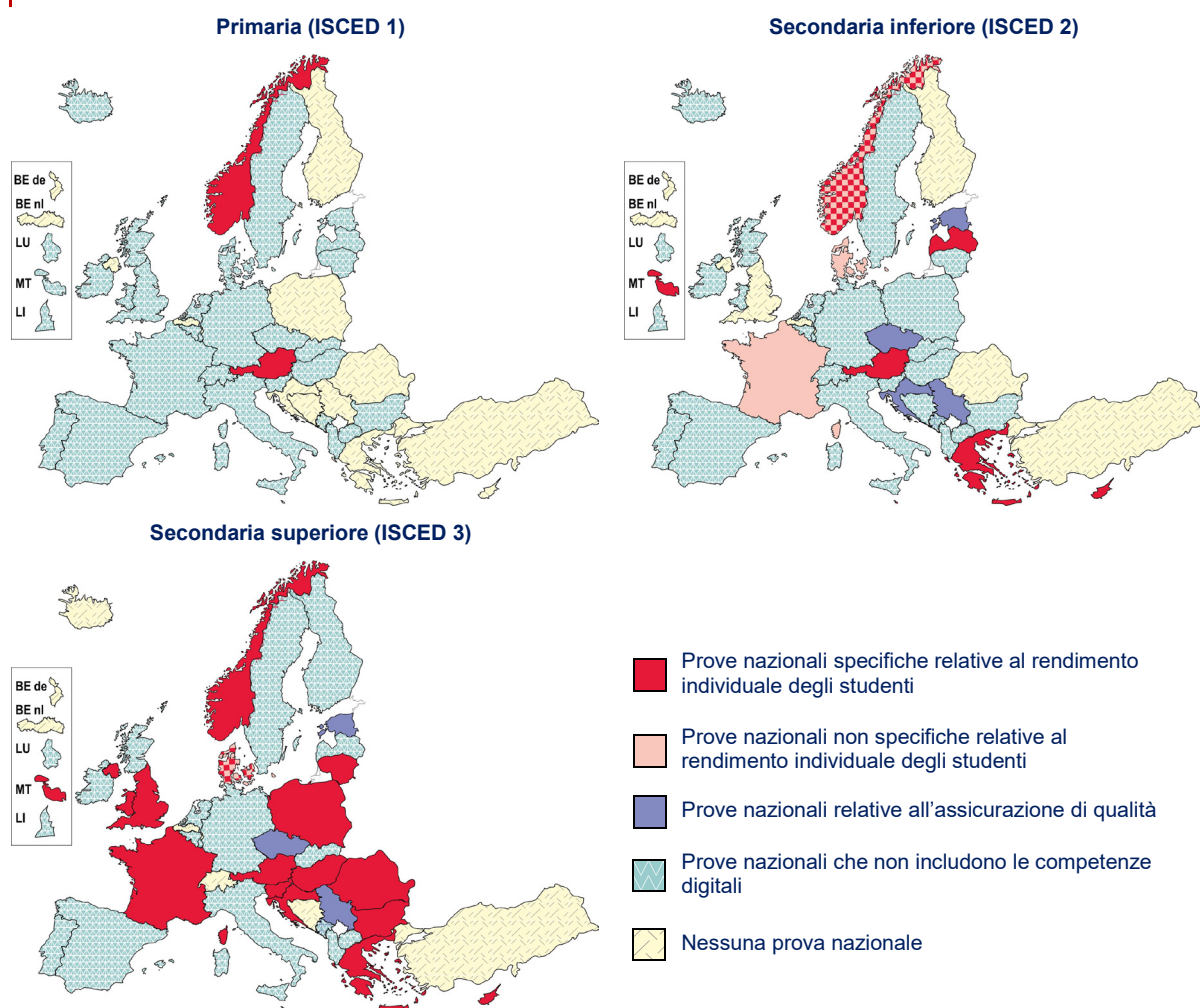 Primaria (ISCED 1)
Secondaria inferiore (ISCED 2)
BE de
BE nl
LU
MT
LI
BE de
BE nl
LU
MT
LI
Secondaria superiore (ISCED 3)
BE de
BE nl
LU
MT
LI
Prove nazionali specifiche relative al rendimento
individuale degli studenti
Prove nazionali non specifiche relative al
rendimento individuale degli studenti
Prove nazionali relative all’assicurazione di qualità
Prove nazionali che non includono le competenze
digitali
Nessuna prova nazionale